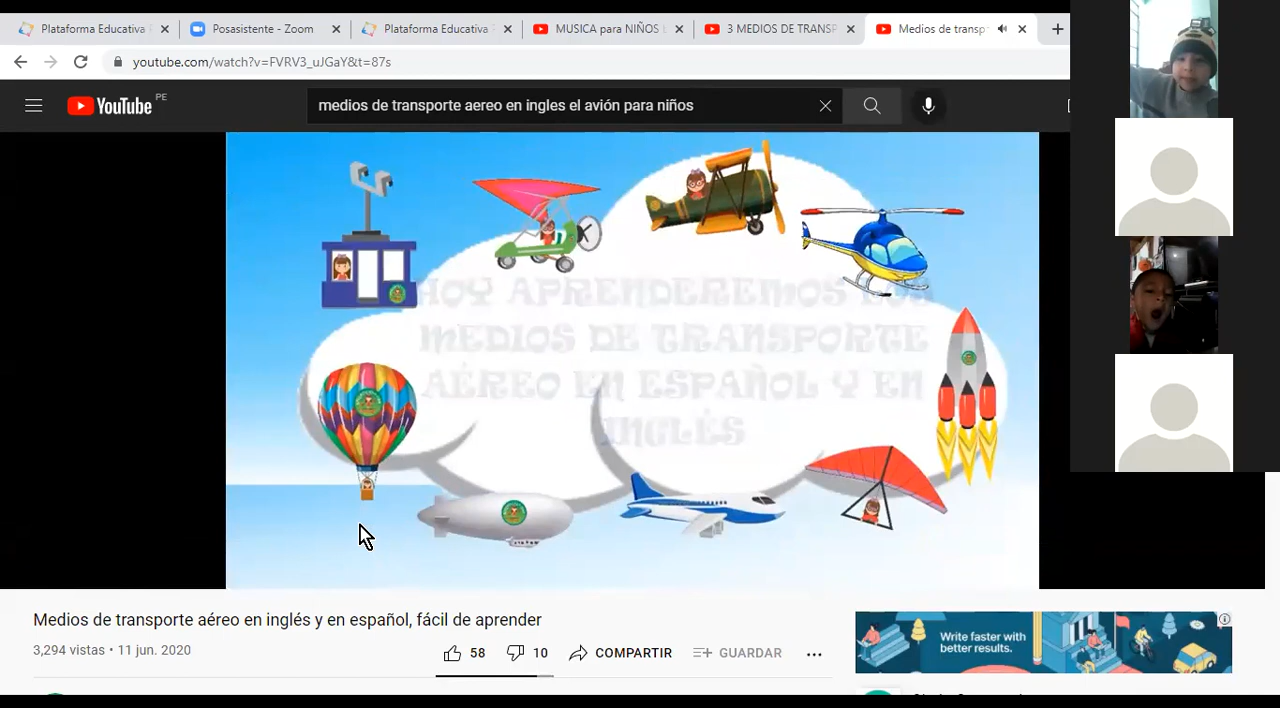 Plataforma Educativa
Posasistente - Zoom
Plataforma Educativa
MUSICA para NIÑOS
3 MEDIOS DE TRANSP
Medios de transp
youtube.com/watch?v=FVRV3_uJGaY&t=87s
YouTube PE
medios de transporte aereo en ingles el avión para niños
HOY APRENDEREMOS LOS
MEDIOS DE TRANSPORTE
AÉREO EN ESPAÑOL Y EN
INGLÉS
Medios de transporte aéreo en inglés y en español, fácil de aprender
3,294 vistas • 11 jun. 2020
58
10
COMPARTIR
GUARDAR
Write faster with
better results.